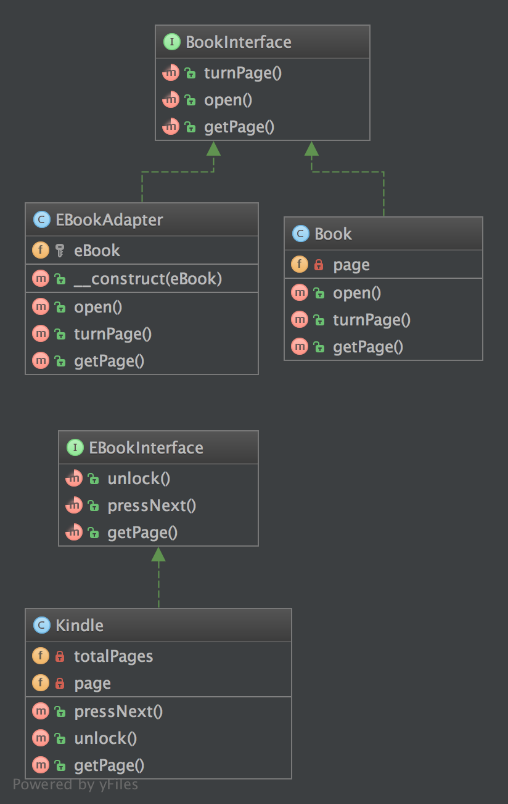 I BookInterface
m turnPage()
m open()
m getPage()
C EBookAdapter
f eBook
m __construct(eBook)
m open()
m turnPage()
m getPage()
C Book
f page
m open()
m turnPage()
m getPage()
I EBookInterface
m unlock()
m pressNext()
m getPage()
C Kindle
f totalPages
f page
m pressNext()
m unlock()
m getPage()
Powered by yFiles